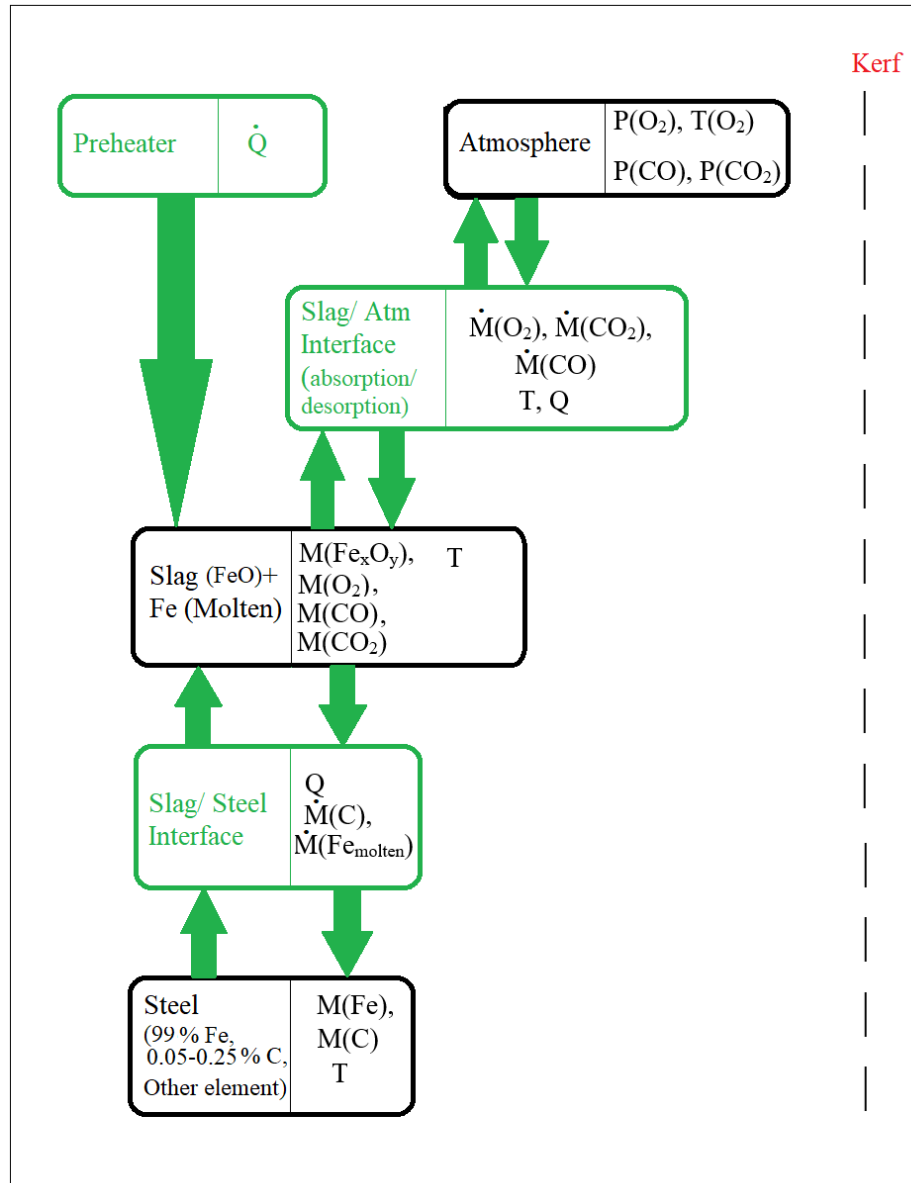 Kerf
Preheater
Q̇
Atmosphere
P(O₂), T(O₂)
P(CO), P(CO₂)
Slag/ Atm
Interface
(absorption/
desorption)
Ṁ(O₂), Ṁ(CO₂),
Ṁ(CO)
T, Q
Slag (FeO)+
Fe (Molten)
M(FeₓOᵧ), T
M(O₂),
M(CO),
M(CO₂)
Slag/ Steel
Interface
Q
Ṁ(C),
Ṁ(Feₘₒₗₜₑₙ)
Steel
(99 % Fe,
0.05-0.25 % C,
Other element)
M(Fe),
M(C)
T